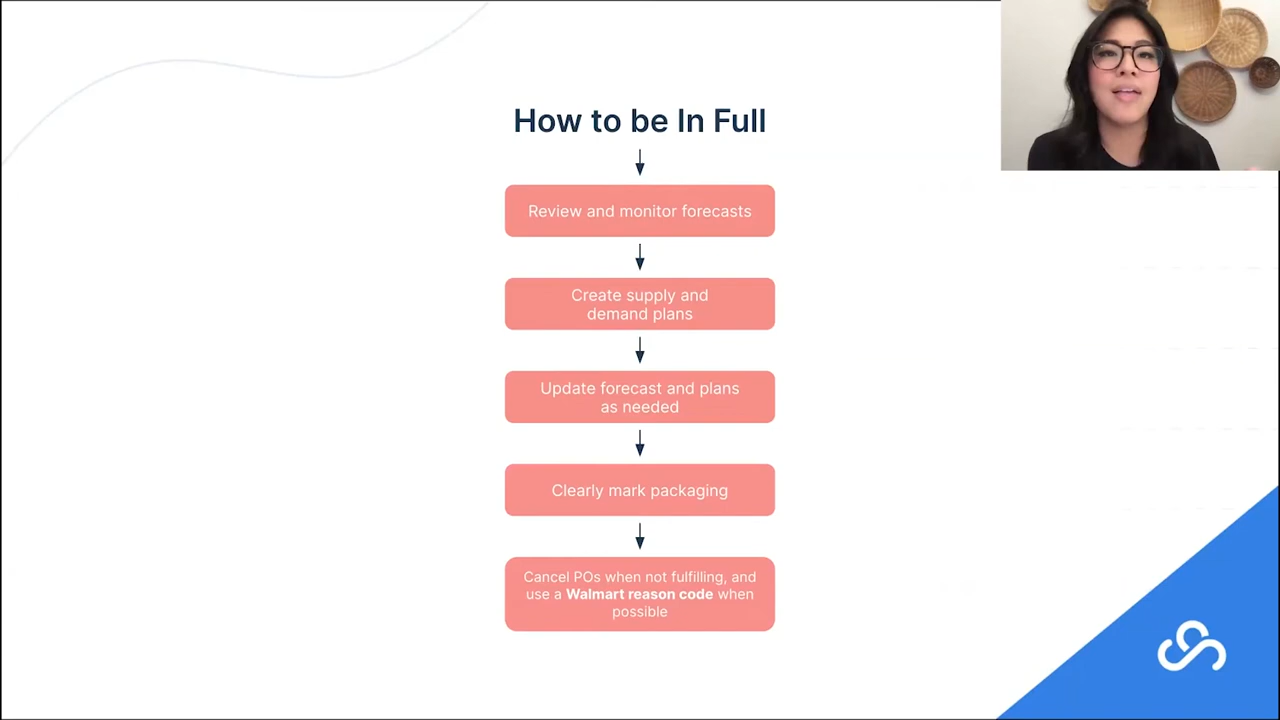 How to be In Full
Review and monitor forecasts
Create supply and
demand plans
Update forecast and plans
as needed
Clearly mark packaging
Cancel POs when not fulfilling, and
use a Walmart reason code when
possible